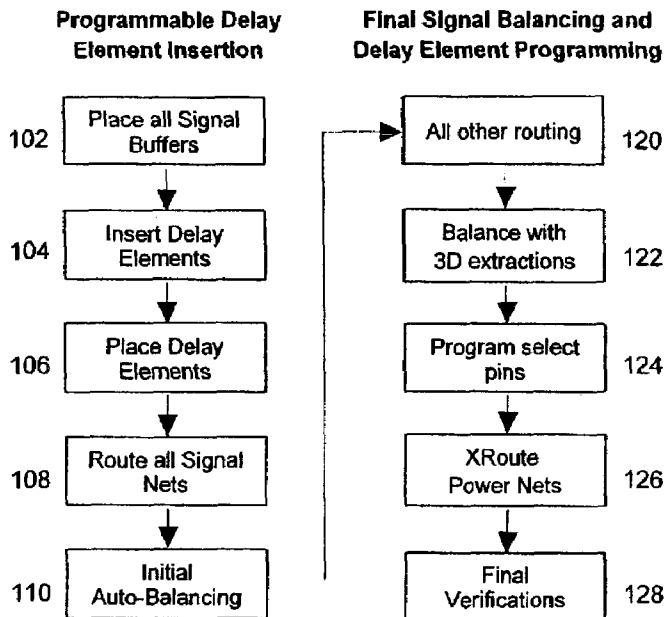 Programmable Delay
Element Insertion
102
Place all Signal
Buffers
104
Insert Delay
Elements
106
Place Delay
Elements
108
Route all Signal
Nets
110
Initial
Auto-Balancing
Final Signal Balancing and
Delay Element Programming
All other routing
120
Balance with
3D extractions
122
Program select
pins
124
XRoute
Power Nets
126
Final
Verifications
128